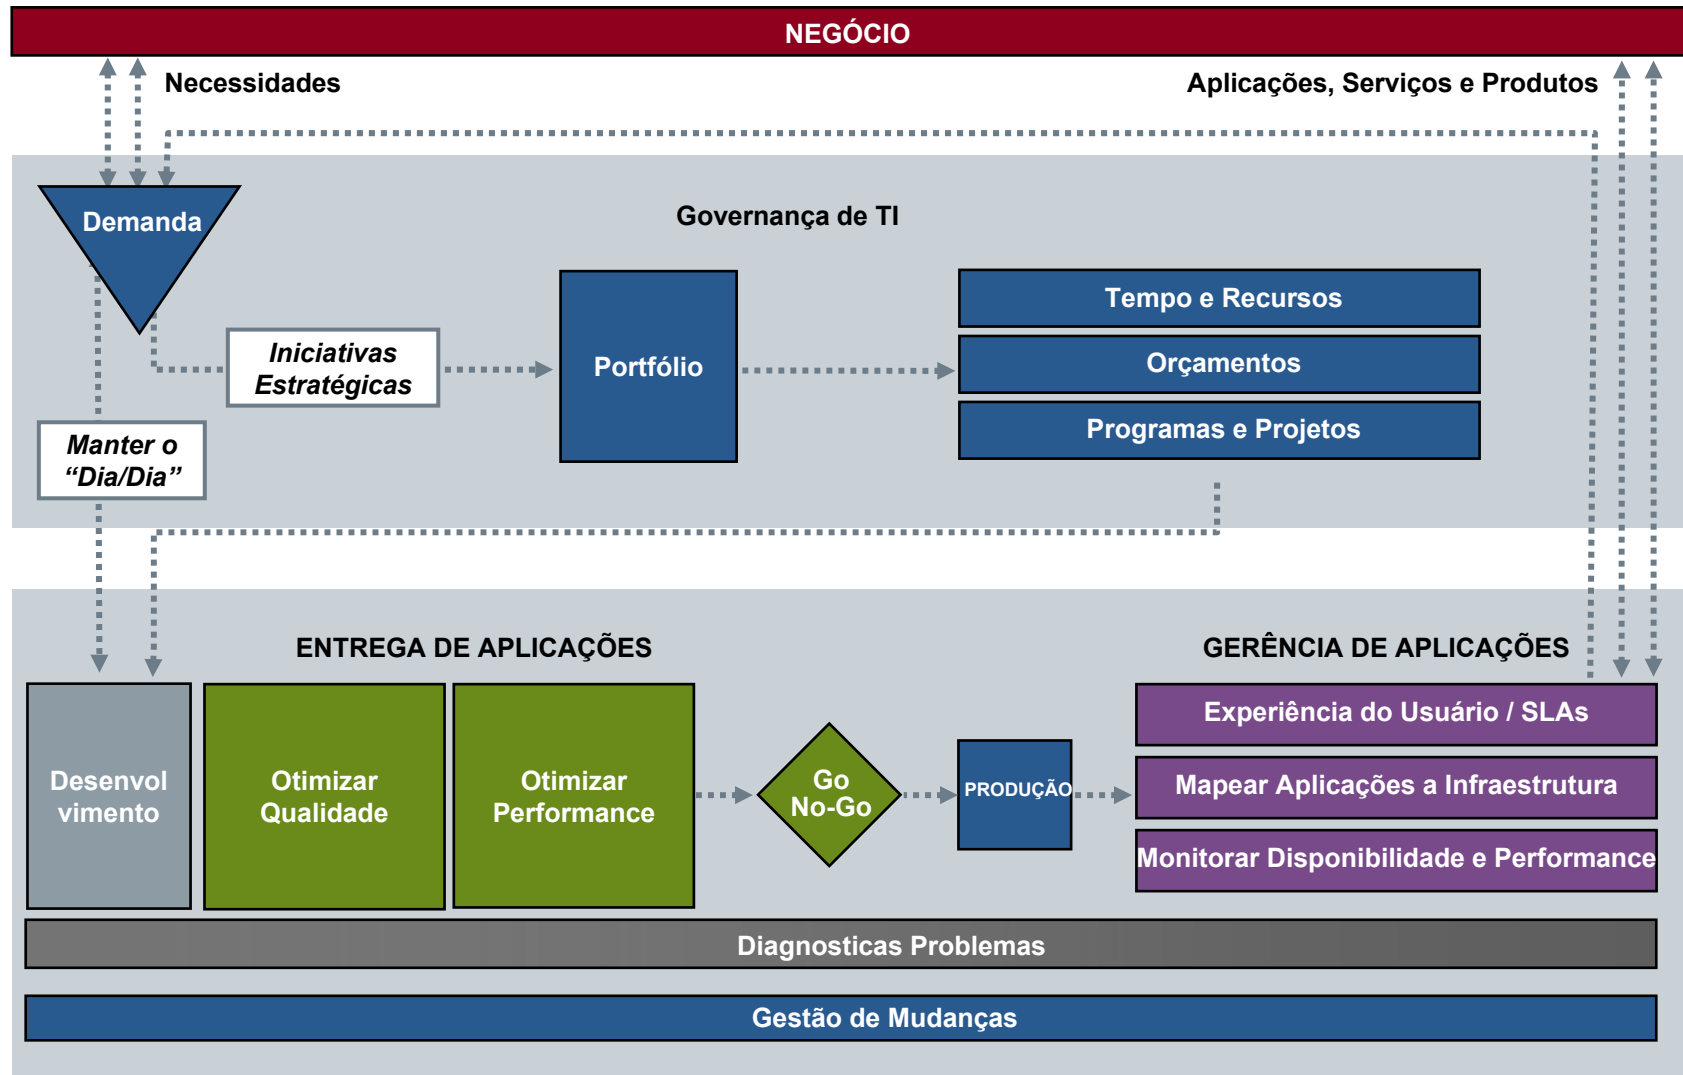 NEGÓCIO
Necessidades
Aplicações, Serviços e Produtos
Demanda
Governança de TI
Tempo e Recursos
Iniciativas
Estratégicas
Portfólio
Orçamentos
Programas e Projetos
Manter o
“Dia/Dia”
ENTREGA DE APLICAÇÕES
GERÊNCIA DE APLICAÇÕES
Desenvol
vimento
Otimizar
Qualidade
Otimizar
Performance
Go
No-Go
PRODUÇÃO
Experiência do Usuário / SLAs
Mapear Aplicações a Infraestrutura
Monitorar Disponibilidade e Performance
Diagnosticas Problemas
Gestão de Mudanças